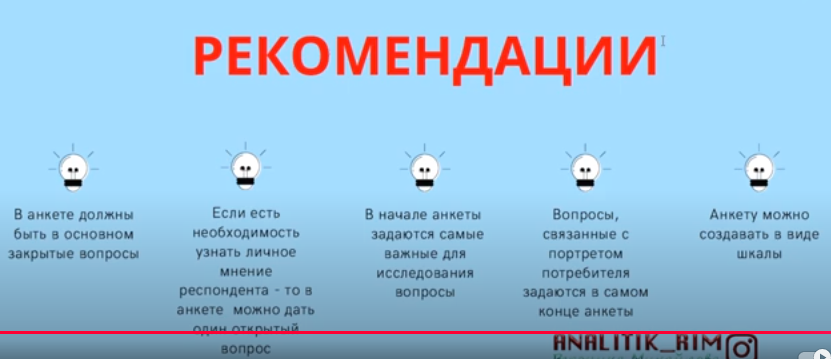 РЕКОМЕНДАЦИИ
В анкете должны
быть в основном
закрытые вопросы
Если есть
необходимость
узнать личное
мнение
респондента - то в
анкете можно дать
один открытый
вопрос
В начале анкеты
задаются самые
важные для
исследования
вопросы
Вопросы,
связанные с
портретом
потребителя
задаются в самом
конце анкеты
Анкету можно
создавать в виде
шкалы
ANALITIK_RIM